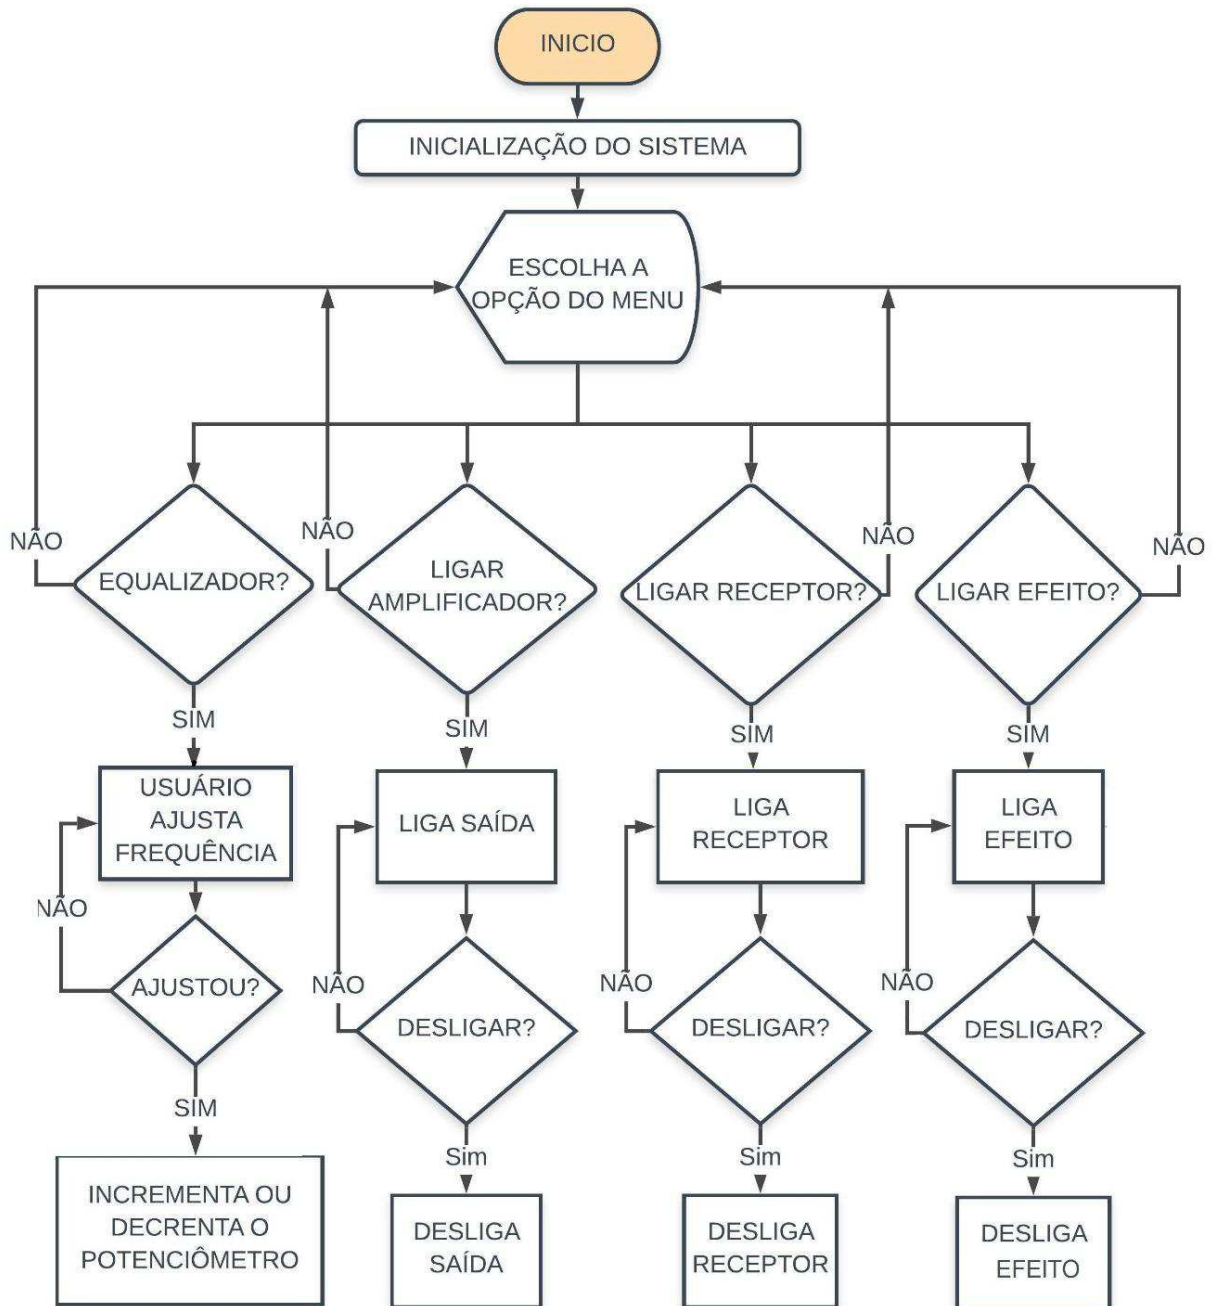 INICIO
INICIALIZAÇÃO DO SISTEMA
ESCOLHA A
OPÇÃO DO MENU
NÃO
EQUALIZADOR?
SIM
USUÁRIO
AJUSTA
FREQUÊNCIA
NÃO
AJUSTOU?
SIM
INCREMENTA OU
DECRENTA O
POTENCIÔMETRO
NÃO
LIGAR
AMPLIFICADOR?
SIM
LIGA SAÍDA
NÃO
DESLIGAR?
Sim
DESLIGA
SAÍDA
NÃO
LIGAR RECEPTOR?
SIM
LIGA
RECEPTOR
NÃO
DESLIGAR?
Sim
DESLIGA
RECEPTOR
NÃO
LIGAR EFEITO?
SIM
LIGA
EFEITO
NÃO
DESLIGAR?
Sim
DESLIGA
EFEITO